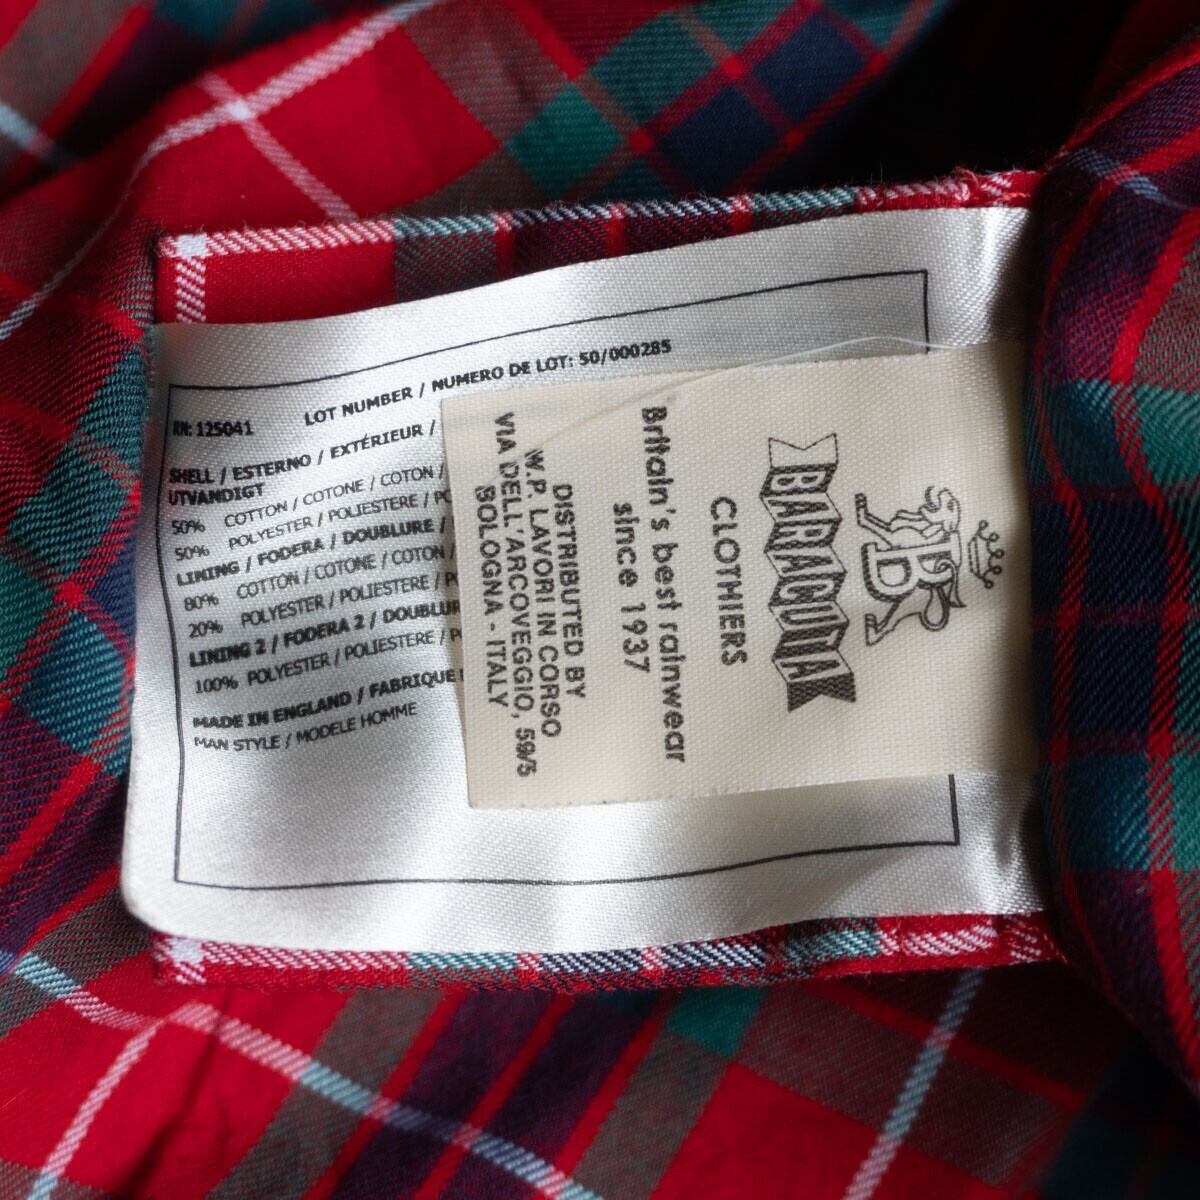 LOT NUMBER / NUMERO DE LOT: 50/000285
RN: 125041
SHELL / ESTERNO / EXTÉRIEUR /
UTVANDIGT
50% COTTON / COTONE / COTON /
50% POLYESTER / POLIESTERE / PO
LINING / FODERA / DOUBLURE /
80% COTTON / COTONE / COTON /
20% POLYESTER / POLIESTERE / P
LINING 2 / FODERA 2 / DOUBLUR
100% POLYESTER / POLIESTERE / P
MADE IN ENGLAND / FABRIQUE
MAN STYLE / MODELE HOMME
B
BARACUTA
CLOTHIERS
Britain's best rainwear
since 1937
DISTRIBUTED BY
W.P. LAVORI IN CORSO
VIA DELL'ARCOVEGGIO, 59/5
SOLOGNA - ITALY